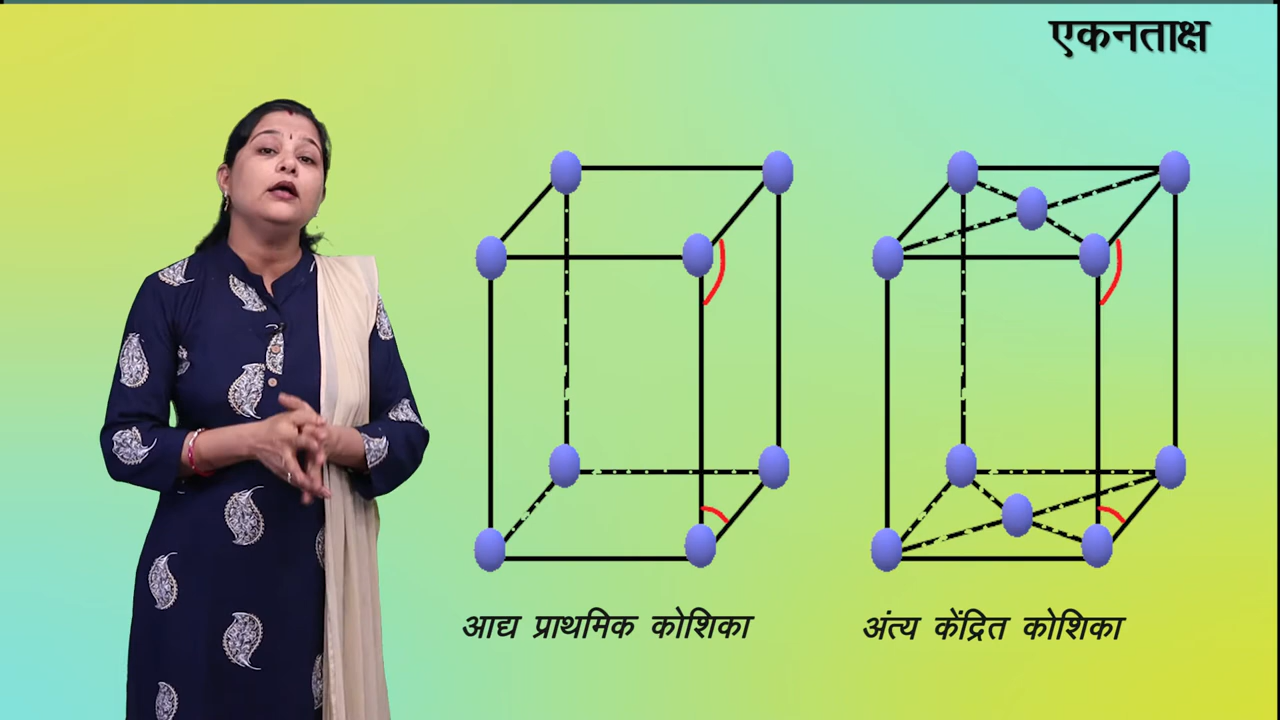 एकनताक्ष
आद्य प्राथमिक कोशिका
अंत्य केंद्रित कोशिका